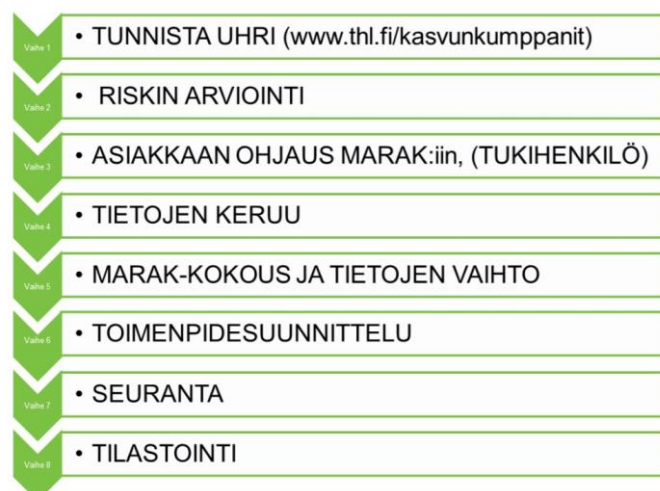 Vaihe 1
• TUNNISTA UHRI (www.thl.fi/kasvunkumppanit)
Vaihe 2
• RISKIN ARVIOINTI
Vaihe 3
• ASIAKKAAN OHJAUS MARAK:iin, (TUKIHENKILÖ)
Vaihe 4
• TIETOJEN KERUU
Vaihe 5
• MARAK-KOKOUS JA TIETOJEN VAIHTO
Vaihe 6
• TOIMENPIDESUUNNITTELU
Vaihe 7
• SEURANTA
Vaihe 8
• TILASTOINTI